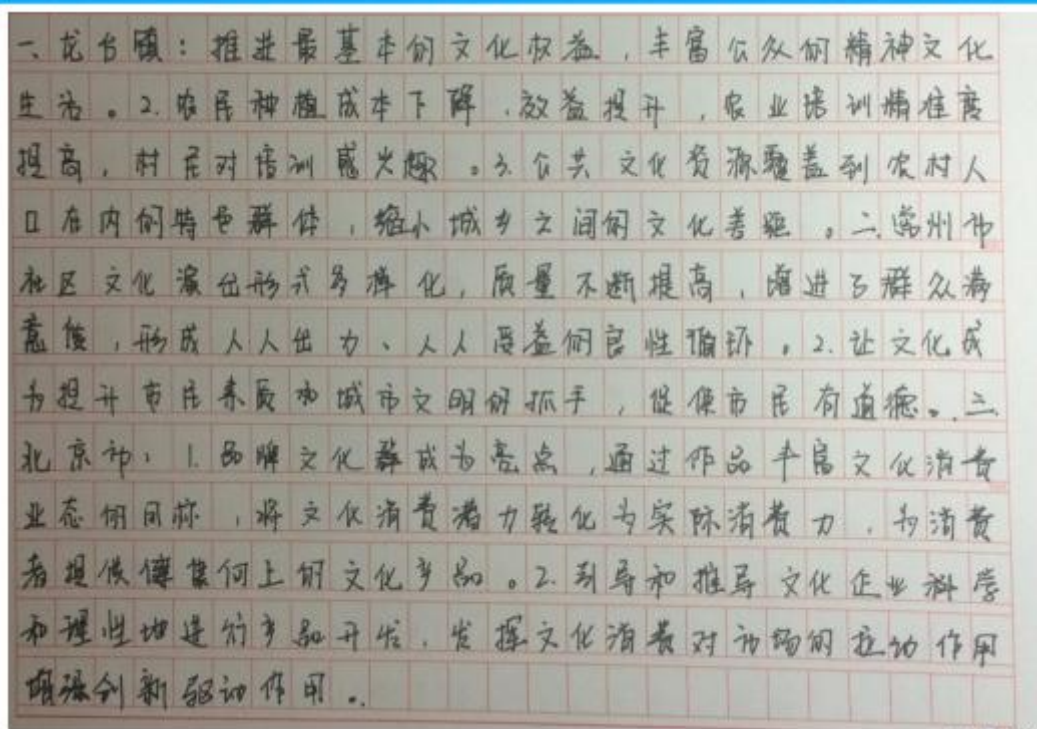 一、龙台镇：推进最基本的文化权益，丰富公众的精神文化
生活。2.农民种植成本下降，效益提升，农业培训精准度
提高，村民对培训感兴趣。3.公共文化资源覆盖到农村人
口在内的特色群体，缩小城乡之间的文化差距。二.常州市
社区文化演出形式多样化，质量不断提高，增进了群众满
意度，形成人人出力、人人受益的良性循环。2.让文化成
为提升市民素质和城市文明的抓手，促使市民有道德。三
北京市：1.品牌文化群成为亮点，通过作品丰富文化消费
业态的同时，将文化消费潜力转化为实际消费力，为消费
者提供 上的文化产品。2.引导和推导文化企业科学
和理性地进行产品开发，发挥文化消费对市场的拉动作用
增强创新驱动作用。